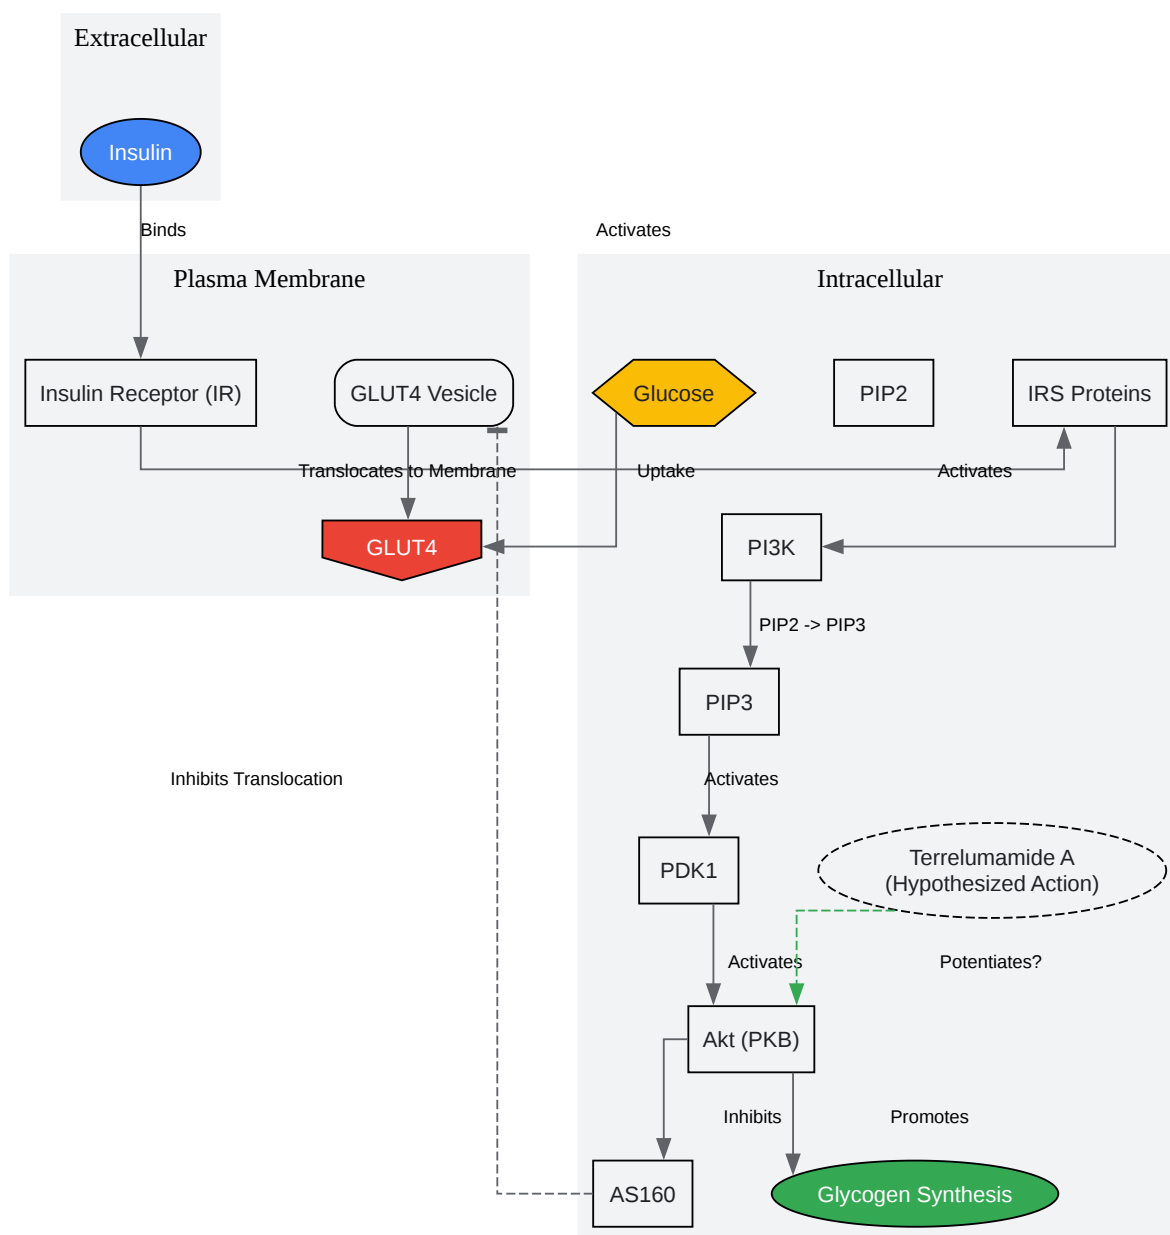 Extracellular
Insulin
Binds
Activates
Plasma Membrane
Intracellular
Insulin Receptor (IR)
GLUT4 Vesicle
Glucose
PIP2
IRS Proteins
Translocates to Membrane
Uptake
Activates
GLUT4
PI3K
PIP2 -> PIP3
PIP3
Inhibits Translocation
Activates
PDK1
Terrelumamide A
(Hypothesized Action)
Activates
Potentiates?
Akt (PKB)
Inhibits
Promotes
AS160
Glycogen Synthesis